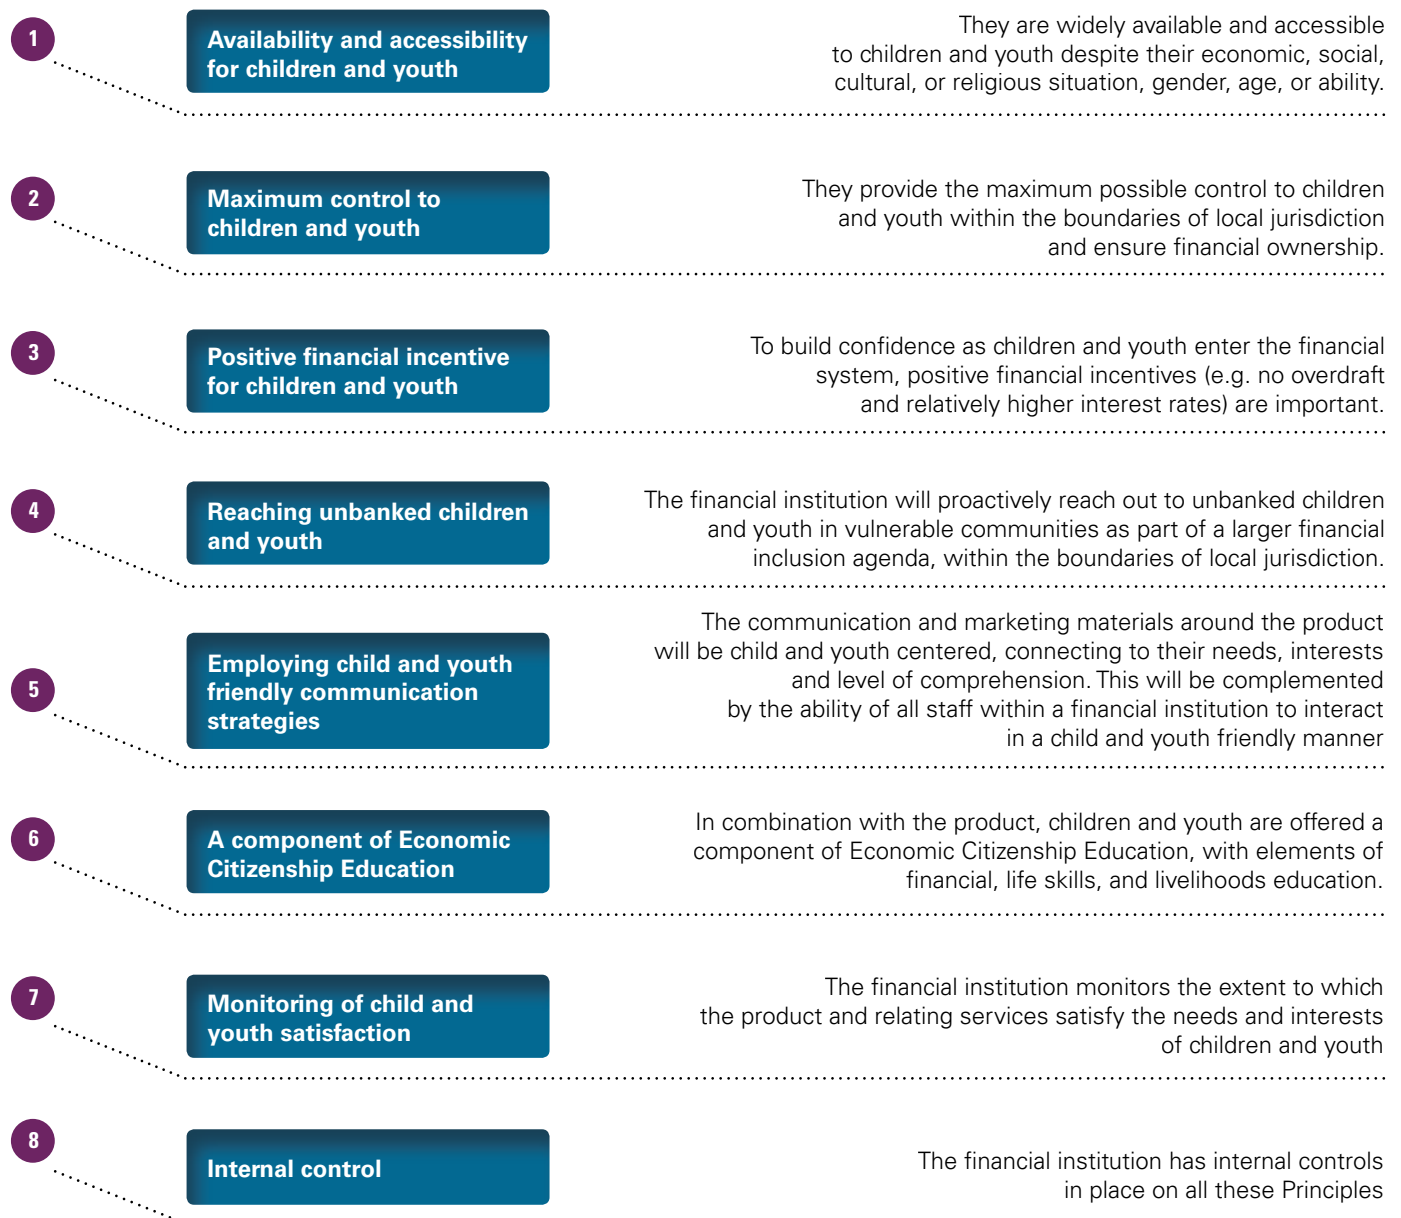 1
Availability and accessibility
for children and youth
They are widely available and accessible
to children and youth despite their economic, social,
cultural, or religious situation, gender, age, or ability.
2
Maximum control to
children and youth
They provide the maximum possible control to children
and youth within the boundaries of local jurisdiction
and ensure financial ownership.
3
Positive financial incentive
for children and youth
To build confidence as children and youth enter the financial
system, positive financial incentives (e.g. no overdraft
and relatively higher interest rates) are important.
4
Reaching unbanked children
and youth
The financial institution will proactively reach out to unbanked children
and youth in vulnerable communities as part of a larger financial
inclusion agenda, within the boundaries of local jurisdiction.
5
Employing child and youth
friendly communication
strategies
The communication and marketing materials around the product
will be child and youth centered, connecting to their needs, interests
and level of comprehension. This will be complemented
by the ability of all staff within a financial institution to interact
in a child and youth friendly manner
6
A component of Economic
Citizenship Education
In combination with the product, children and youth are offered a
component of Economic Citizenship Education, with elements of
financial, life skills, and livelihoods education.
7
Monitoring of child and
youth satisfaction
The financial institution monitors the extent to which
the product and relating services satisfy the needs and interests
of children and youth
8
Internal control
The financial institution has internal controls
in place on all these Principles